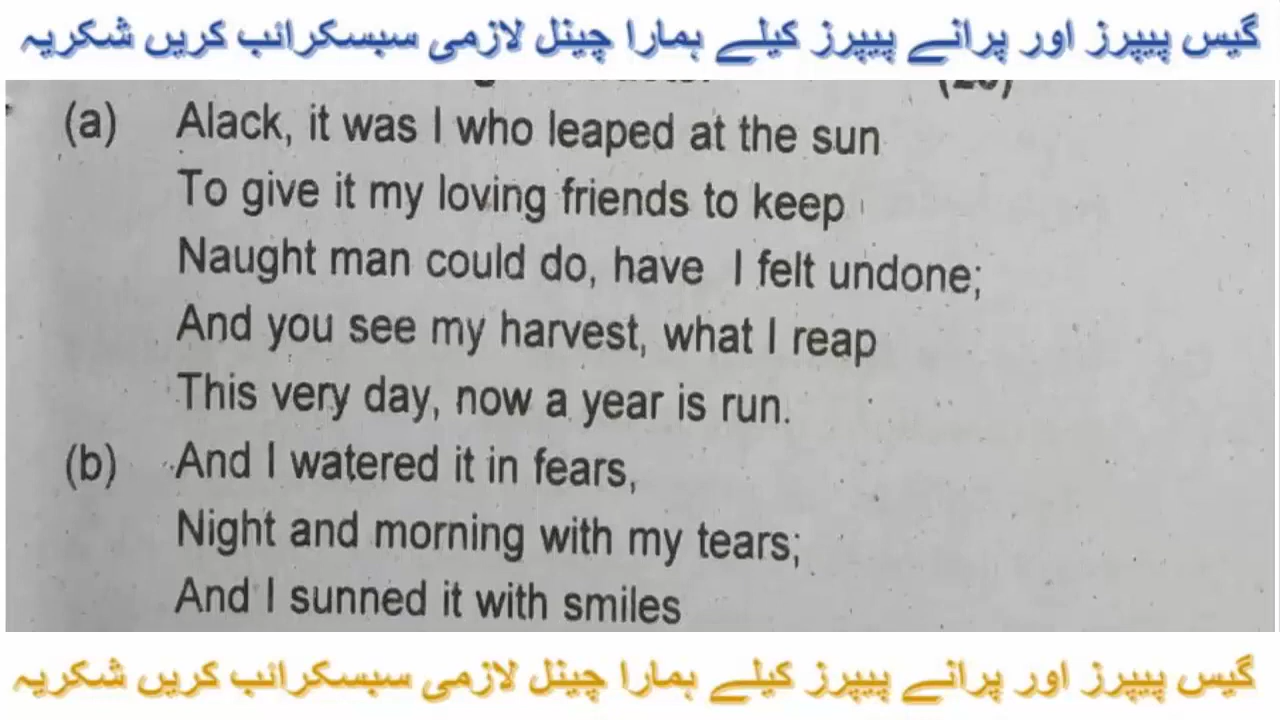 گیس پیپرز اور پرانے پیپرز کیلے ہمارا چینل لازمی سبسکرائب کریں شکریہ
(a) Alack, it was I who leaped at the sun
To give it my loving friends to keep
Naught man could do, have I felt undone;
And you see my harvest, what I reap
This very day, now a year is run.
(b) And I watered it in fears,
Night and morning with my tears;
And I sunned it with smiles
گیس پیپرز اور پرانے پیپرز کیلے ہمارا چینل لازمی سبسکرائب کریں شکریہ